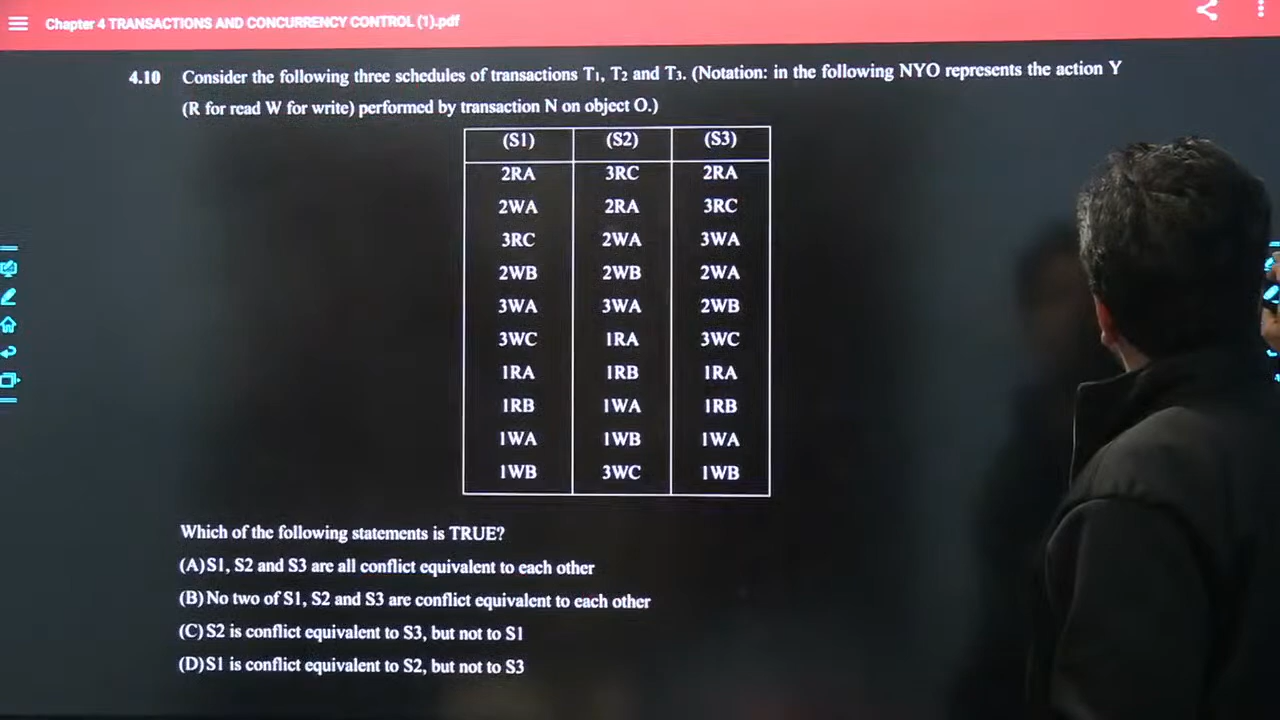 Chapter 4 TRANSACTIONS AND CONCURRENCY CONTROL (1).pdf
4.10 Consider the following three schedules of transactions T1, T2 and T3. (Notation: in the following NYO represents the action Y
(R for read W for write) performed by transaction N on object O.)
(S1) (S2) (S3)
2RA 3RC 2RA
2WA 2RA 3RC
3RC 2WA 3WA
2WB 2WB 2WA
3WA 3WA 2WB
3WC 1RA 3WC
1RA 1RB 1RA
1RB 1WA 1RB
1WA 1WB 1WA
1WB 3WC 1WB
Which of the following statements is TRUE?
(A)S1, S2 and S3 are all conflict equivalent to each other
(B) No two of S1, S2 and S3 are conflict equivalent to each other
(C) S2 is conflict equivalent to S3, but not to S1
(D)S1 is conflict equivalent to S2, but not to S3